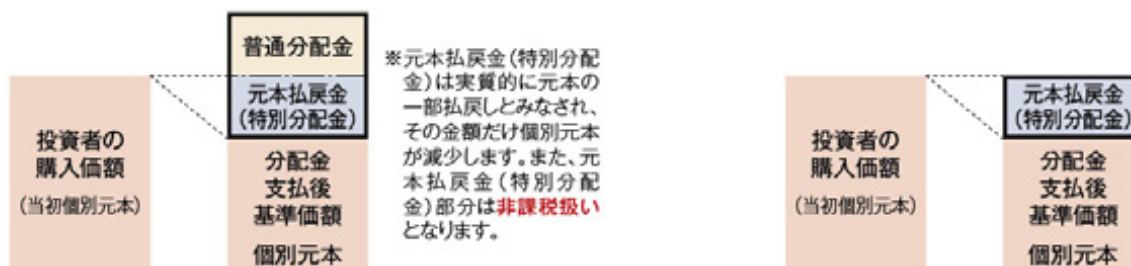 普通分配金
元本払戻金
(特別分配金)
投資者の
購入価額
(当初個別元本)
分配金
支払後
基準価額
個別元本
※元本払戻金(特別分配
金)は実質的に元本の
一部払戻しとみなされ、
その金額だけ個別元本
が減少します。また、元
本払戻金(特別分配
金)部分は非課税扱い
となります。
投資者の
購入価額
(当初個別元本)
元本払戻金
(特別分配金)
分配金
支払後
基準価額
個別元本